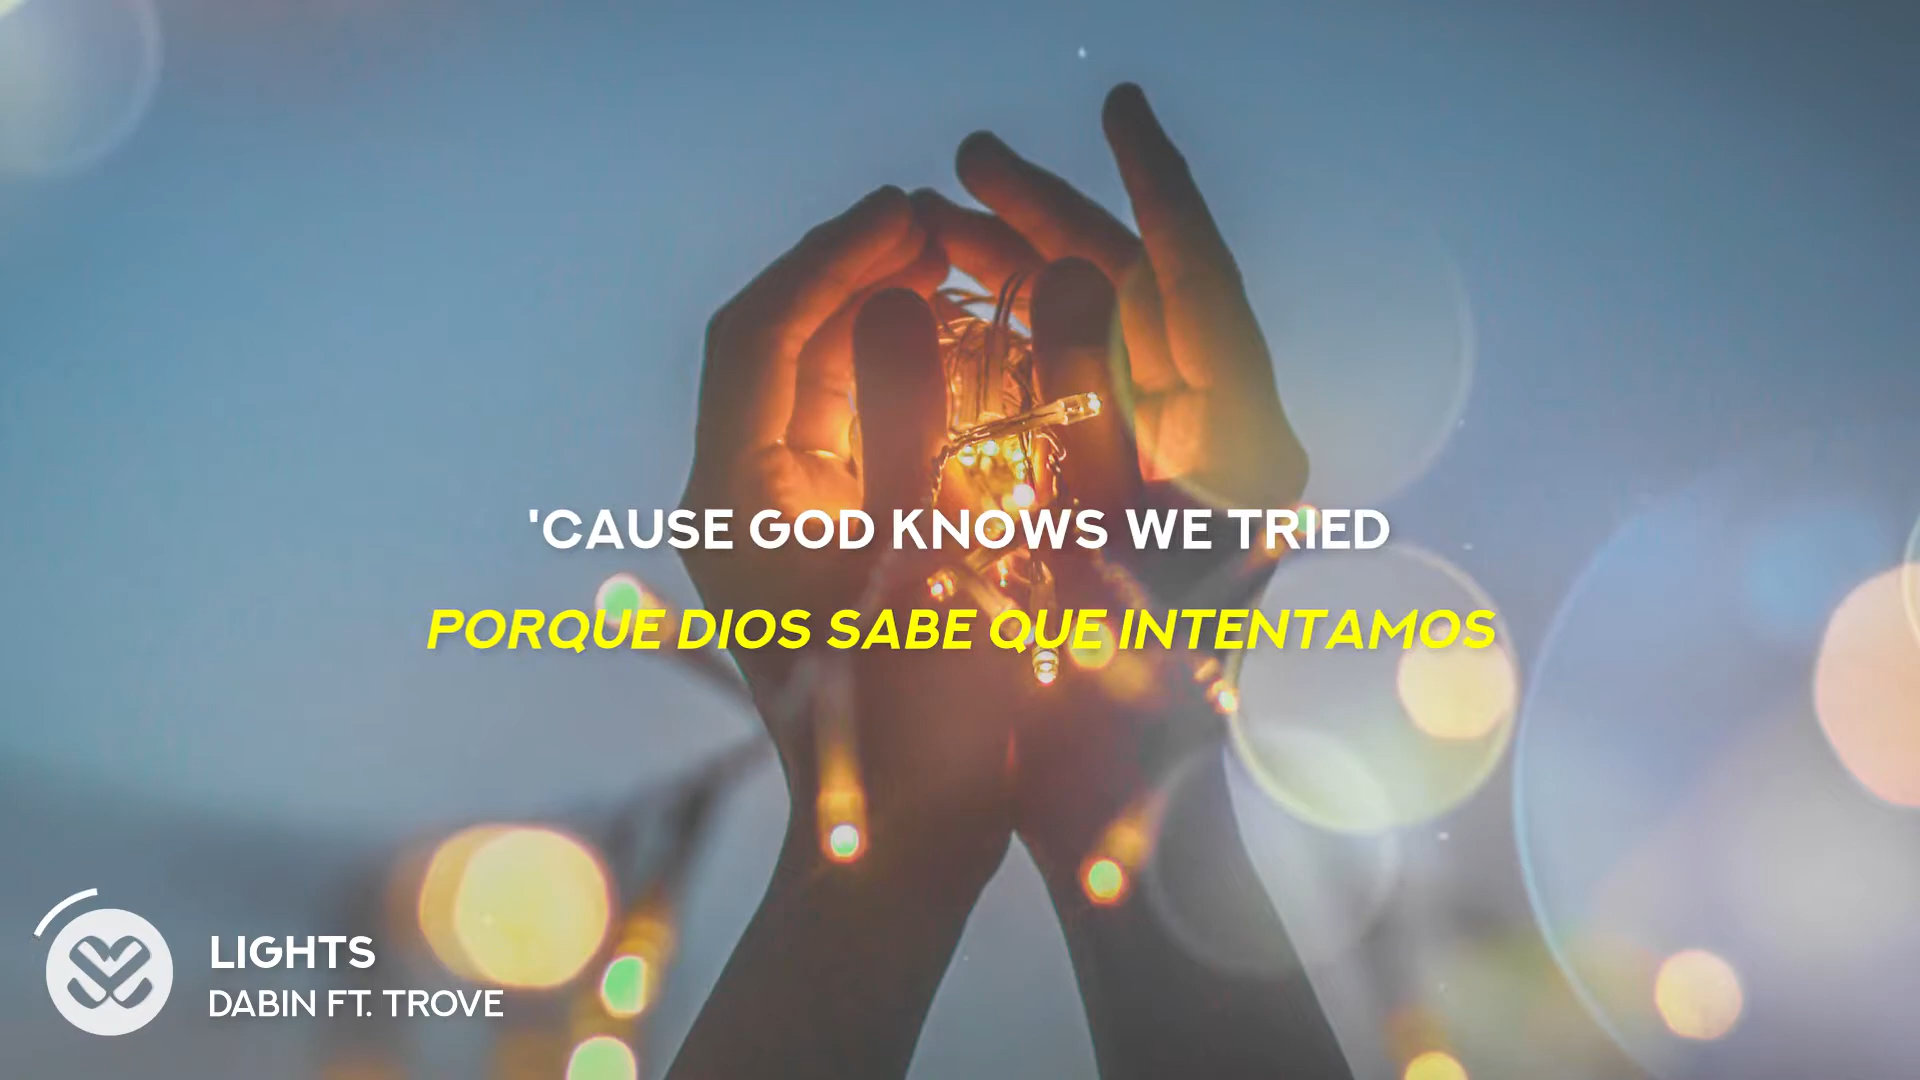 'CAUSE GOD KNOWS WE TRIED
PORQUE DIOS SABE QUE INTENTAMOS
LIGHTS
DABIN FT. TROVE